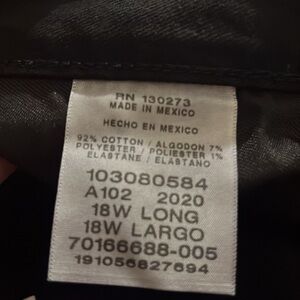 RN 130273
MADE IN MEXICO
HECHO EN MEXICO
92% COTTON / ALGODON 7%
POLYESTER / POLIESTER 1%
ELASTANE / ELASTANO
103080584
A102 2020
18W LONG
18W LARGO
70166688-005
191056827694